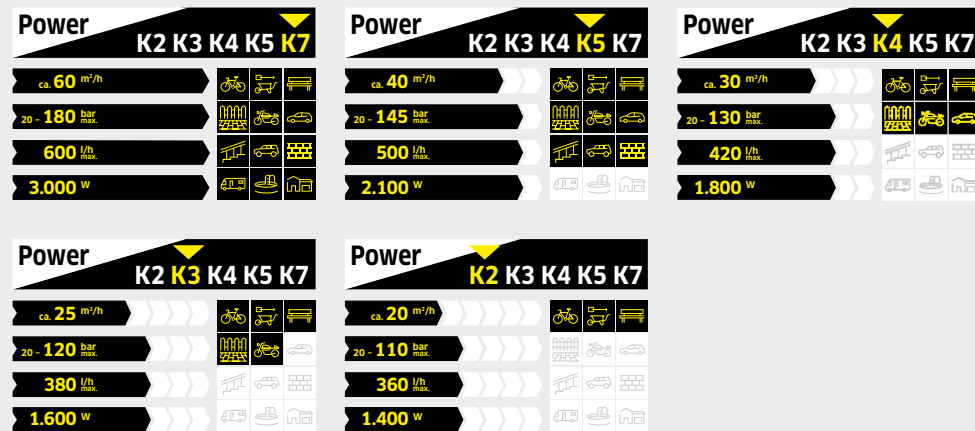 Power
K2 K3 K4 K5 K7
ca. 60 m²/h
20 - 180 bar max.
600 l/h max.
3.000 W
Power
K2 K3 K4 K5 K7
ca. 40 m²/h
20 - 145 bar max.
500 l/h max.
2.100 W
Power
K2 K3 K4 K5 K7
ca. 30 m²/h
20 - 130 bar max.
420 l/h max.
1.800 W
Power
K2 K3 K4 K5 K7
ca. 25 m²/h
20 - 120 bar max.
380 l/h max.
1.600 W
Power
K2 K3 K4 K5 K7
ca. 20 m²/h
20 - 110 bar max.
360 l/h max.
1.400 W